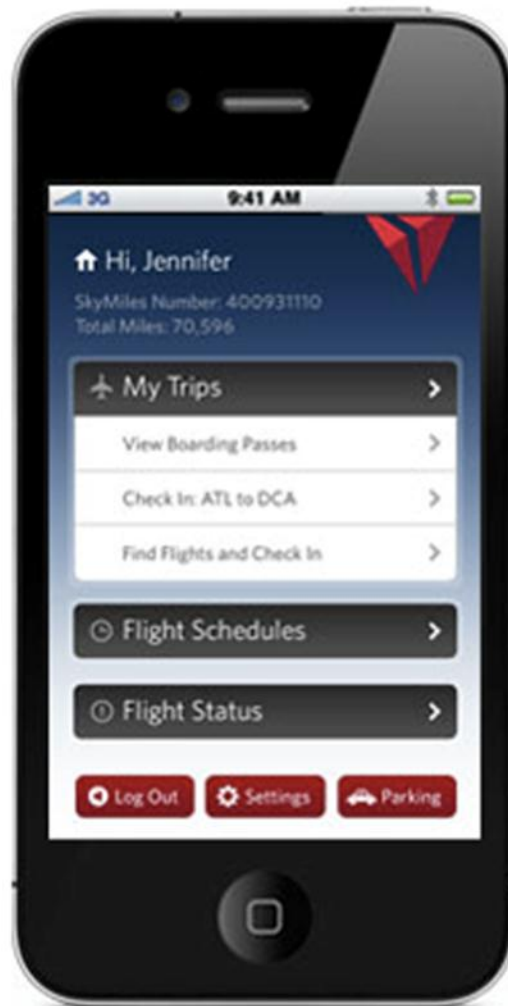 3G 9:41 AM
Hi, Jennifer
SkyMiles Number: 400931110
Total Miles: 70,596
My Trips
View Boarding Passes
Check In: ATL to DCA
Find Flights and Check In
Flight Schedules
Flight Status
Log Out Settings Parking